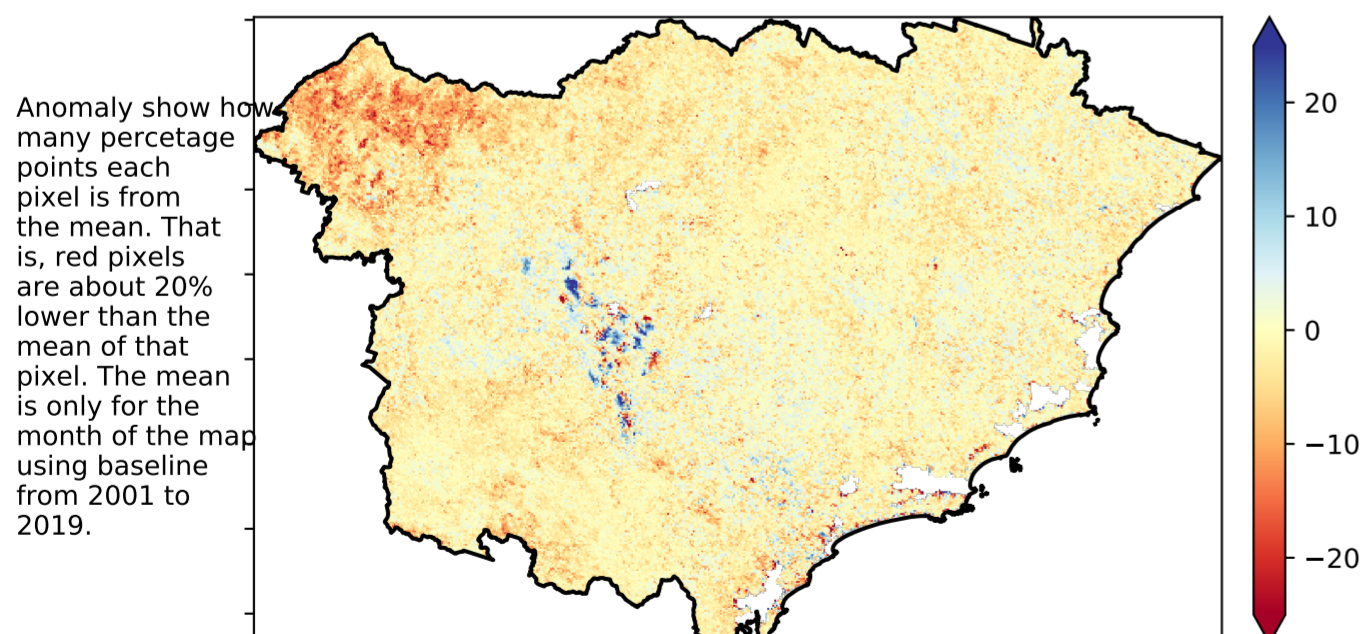 Anomaly show how
many percetage
points each
pixel is from
the mean. That
is, red pixels
are about 20%
lower than the
mean of that
pixel. The mean
is only for the
month of the map
using baseline
from 2001 to
2019.
20
10
0
−10
−20